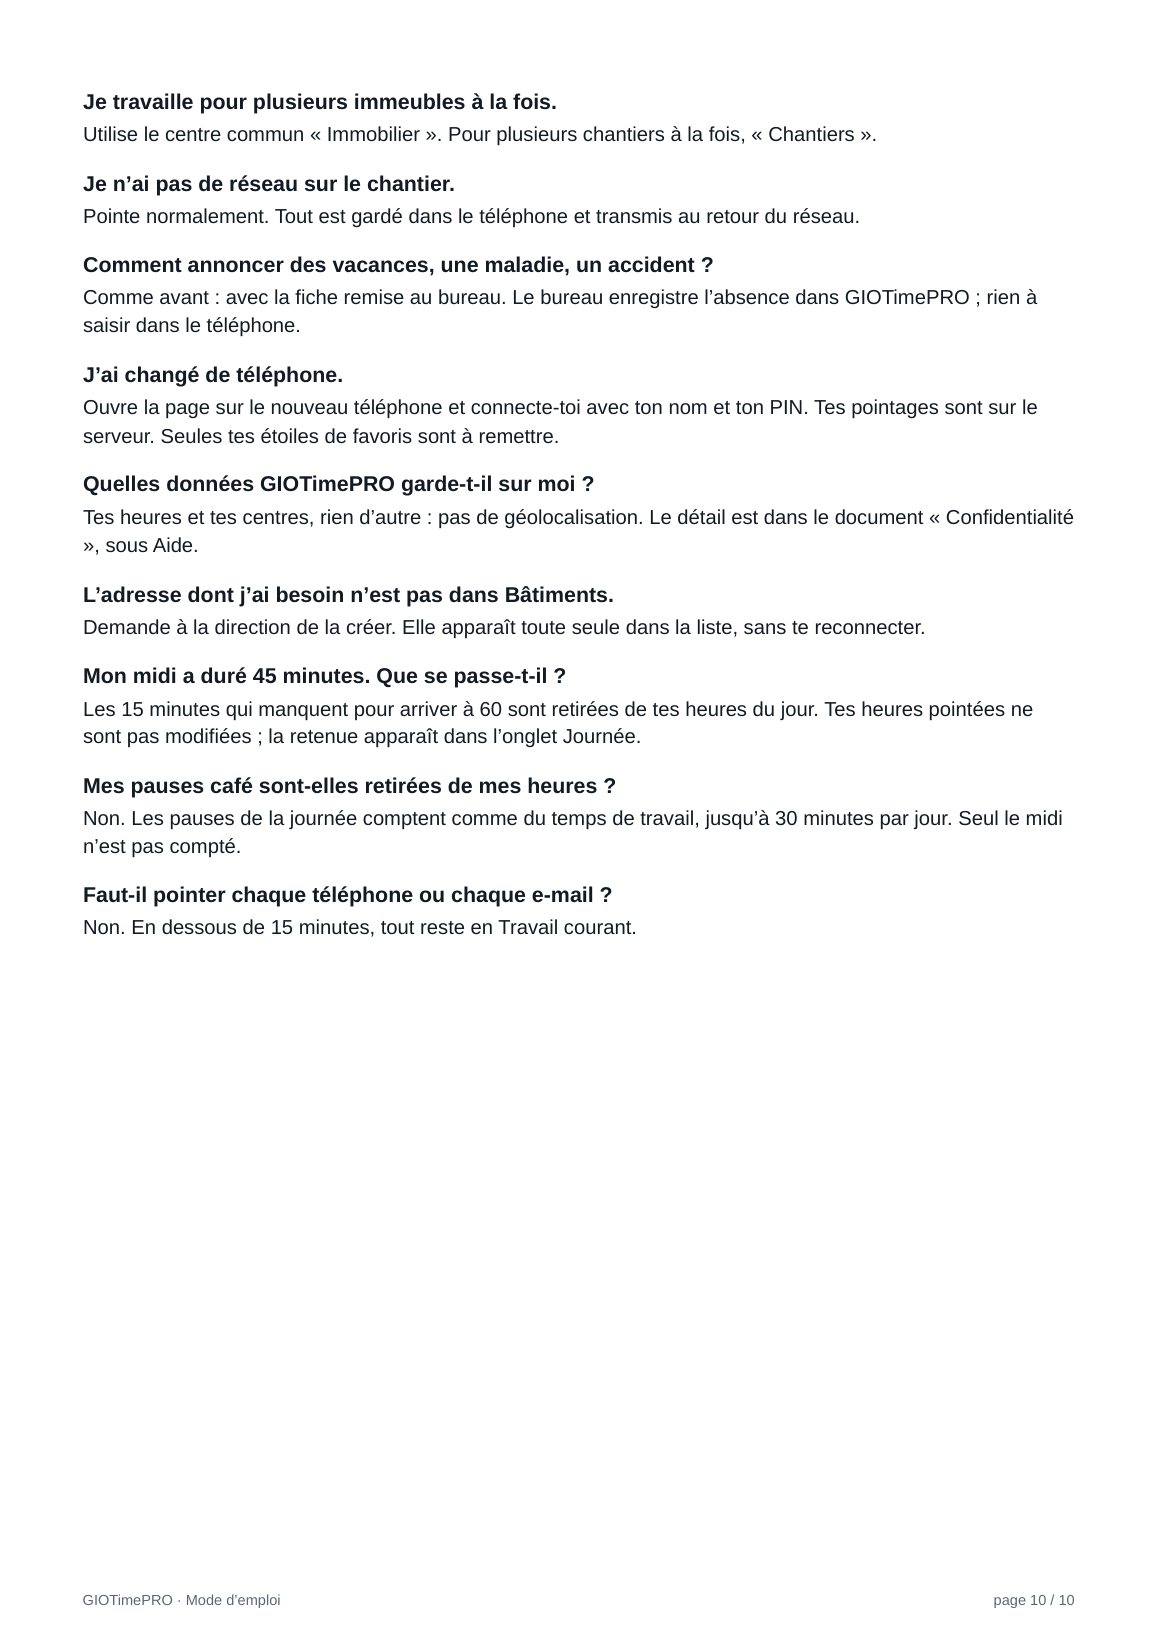 Je travaille pour plusieurs immeubles à la fois.
Utilise le centre commun « Immobilier ». Pour plusieurs chantiers à la fois, « Chantiers ».
Je n’ai pas de réseau sur le chantier.
Pointe normalement. Tout est gardé dans le téléphone et transmis au retour du réseau.
Comment annoncer des vacances, une maladie, un accident ?
Comme avant : avec la fiche remise au bureau. Le bureau enregistre l’absence dans GIOTimePRO ; rien à
saisir dans le téléphone.
J’ai changé de téléphone.
Ouvre la page sur le nouveau téléphone et connecte-toi avec ton nom et ton PIN. Tes pointages sont sur le
serveur. Seules tes étoiles de favoris sont à remettre.
Quelles données GIOTimePRO garde-t-il sur moi ?
Tes heures et tes centres, rien d’autre : pas de géolocalisation. Le détail est dans le document « Confidentialité
», sous Aide.
L’adresse dont j’ai besoin n’est pas dans Bâtiments.
Demande à la direction de la créer. Elle apparaît toute seule dans la liste, sans te reconnecter.
Mon midi a duré 45 minutes. Que se passe-t-il ?
Les 15 minutes qui manquent pour arriver à 60 sont retirées de tes heures du jour. Tes heures pointées ne
sont pas modifiées ; la retenue apparaît dans l’onglet Journée.
Mes pauses café sont-elles retirées de mes heures ?
Non. Les pauses de la journée comptent comme du temps de travail, jusqu’à 30 minutes par jour. Seul le midi
n’est pas compté.
Faut-il pointer chaque téléphone ou chaque e-mail ?
Non. En dessous de 15 minutes, tout reste en Travail courant.
GIOTimePRO · Mode d’emploi
page 10 / 10